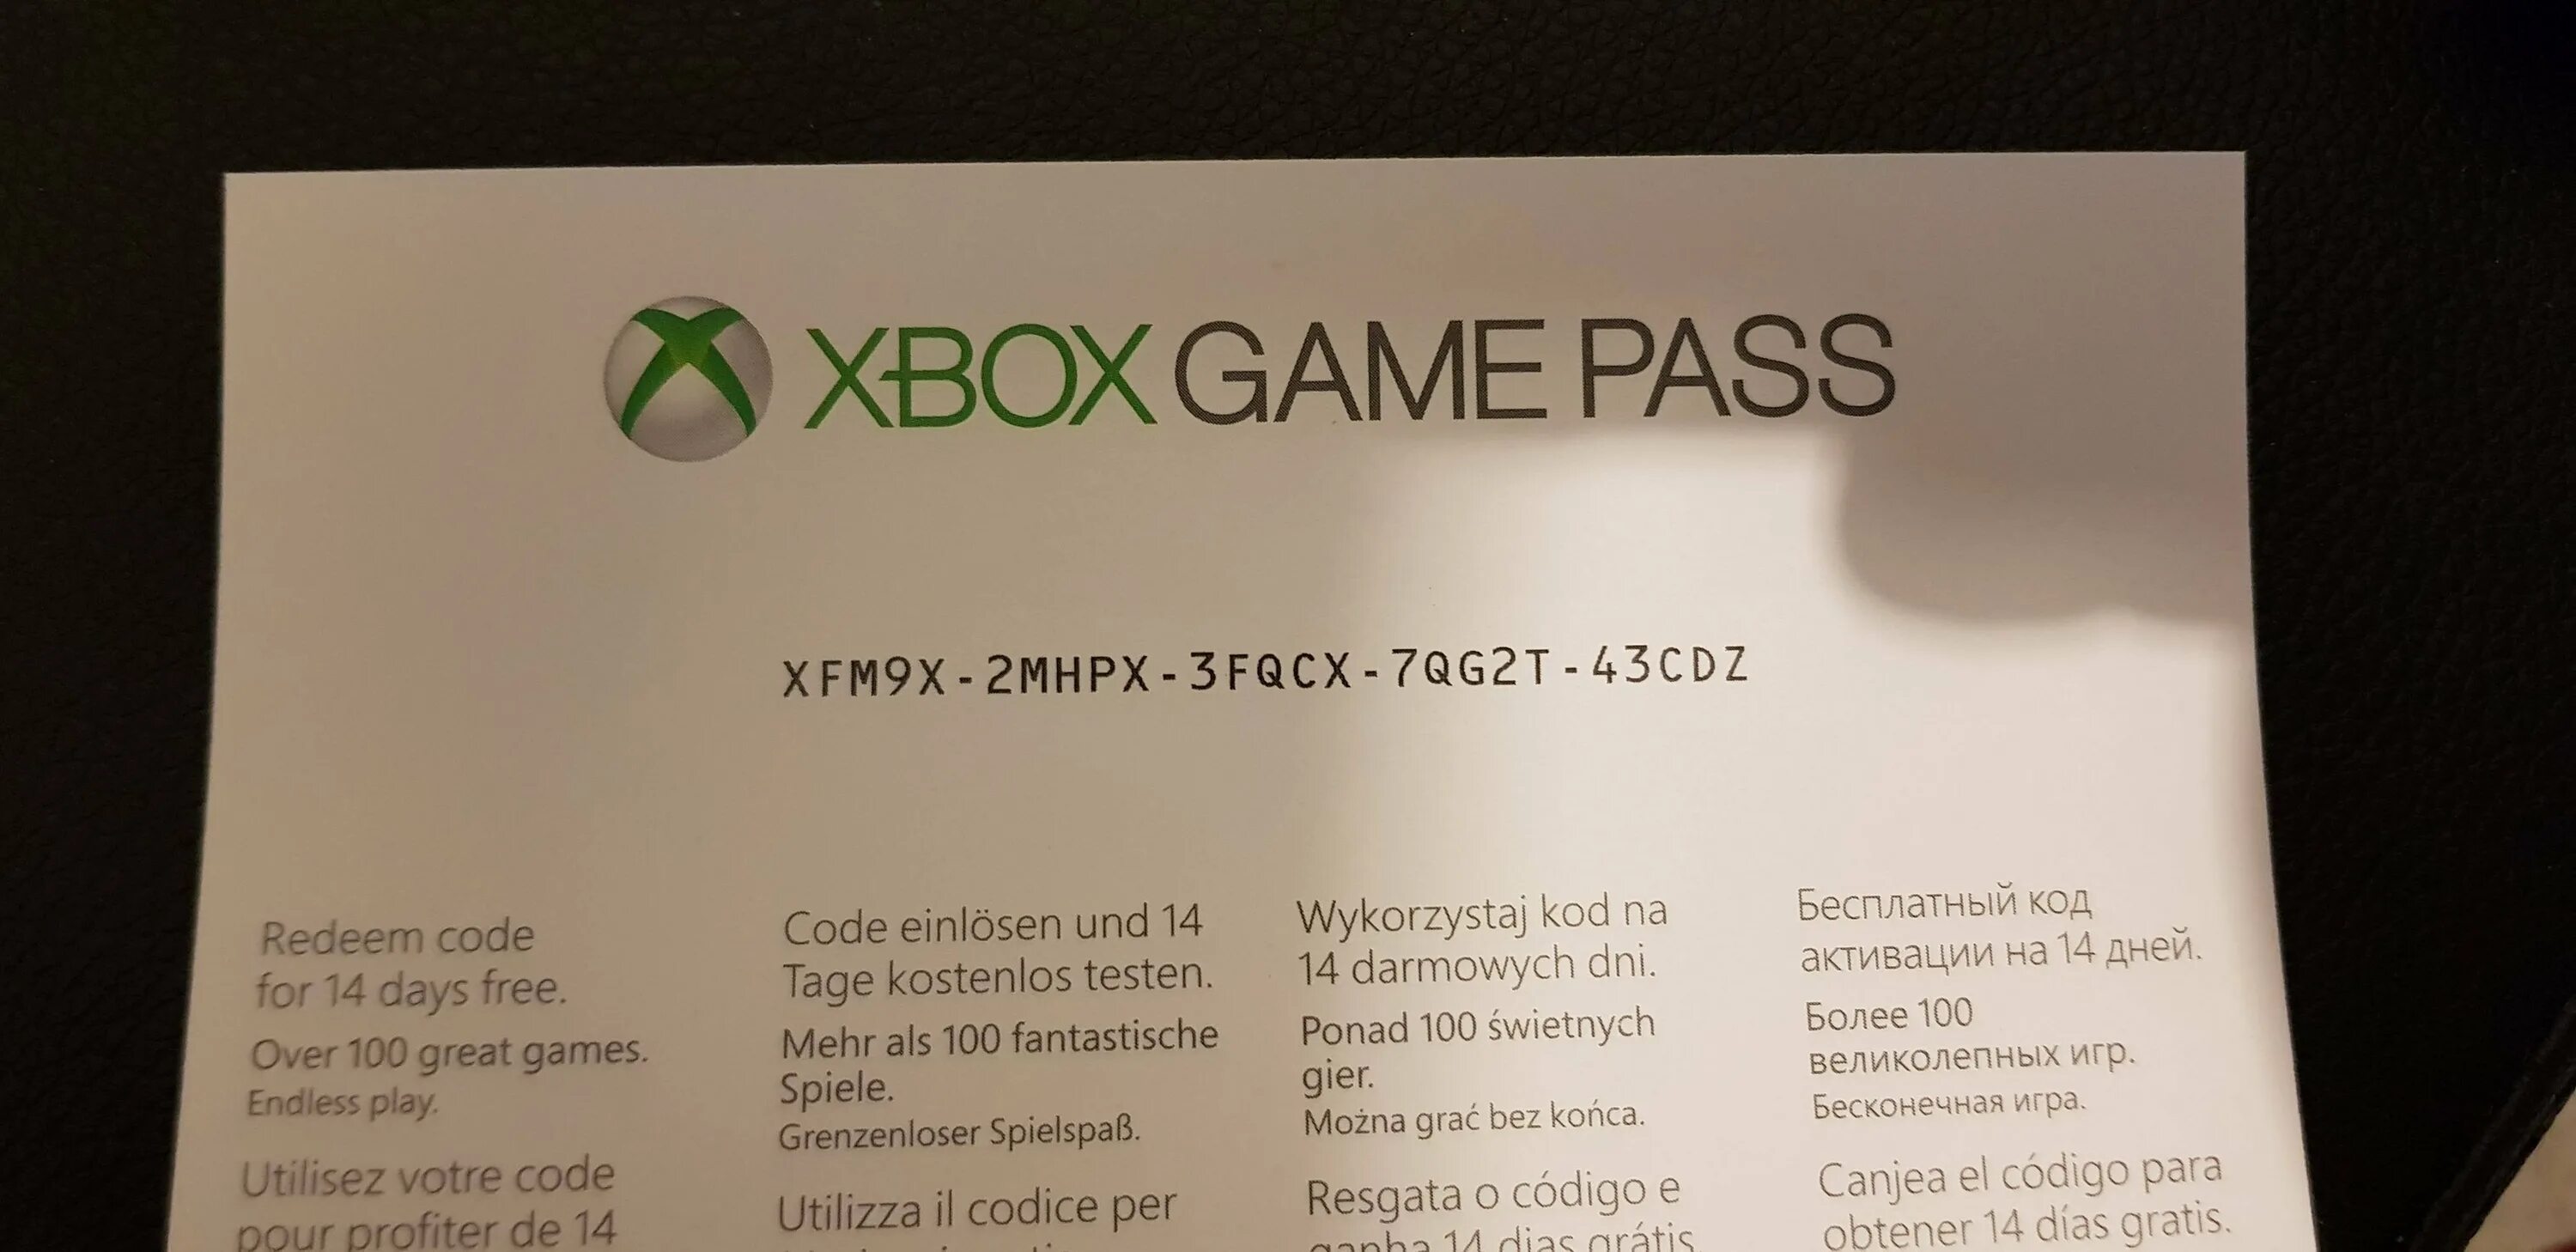 XBOX GAME PASS
XFM9X-2MHPX-3FQCX-7QG2T-43CDZ
Redeem code
for 14 days free.
Over 100 great games.
Endless play.
Utilisez votre code
pour profiter de 14
Code einlösen und 14
Tage kostenlos testen.
Mehr als 100 fantastische
Spiele.
Grenzenloser Spielspaß.
Utilizza il codice per
Wykorzystaj kod na
14 darmowych dni.
Ponad 100 świetnych
gier.
Można grać bez końca.
Resgata o código e
ganha 14 dias grátis
Бесплатный код
активации на 14 дней.
Более 100
великолепных игр.
Бесконечная игра.
Canjea el código para
obtener 14 días gratis.